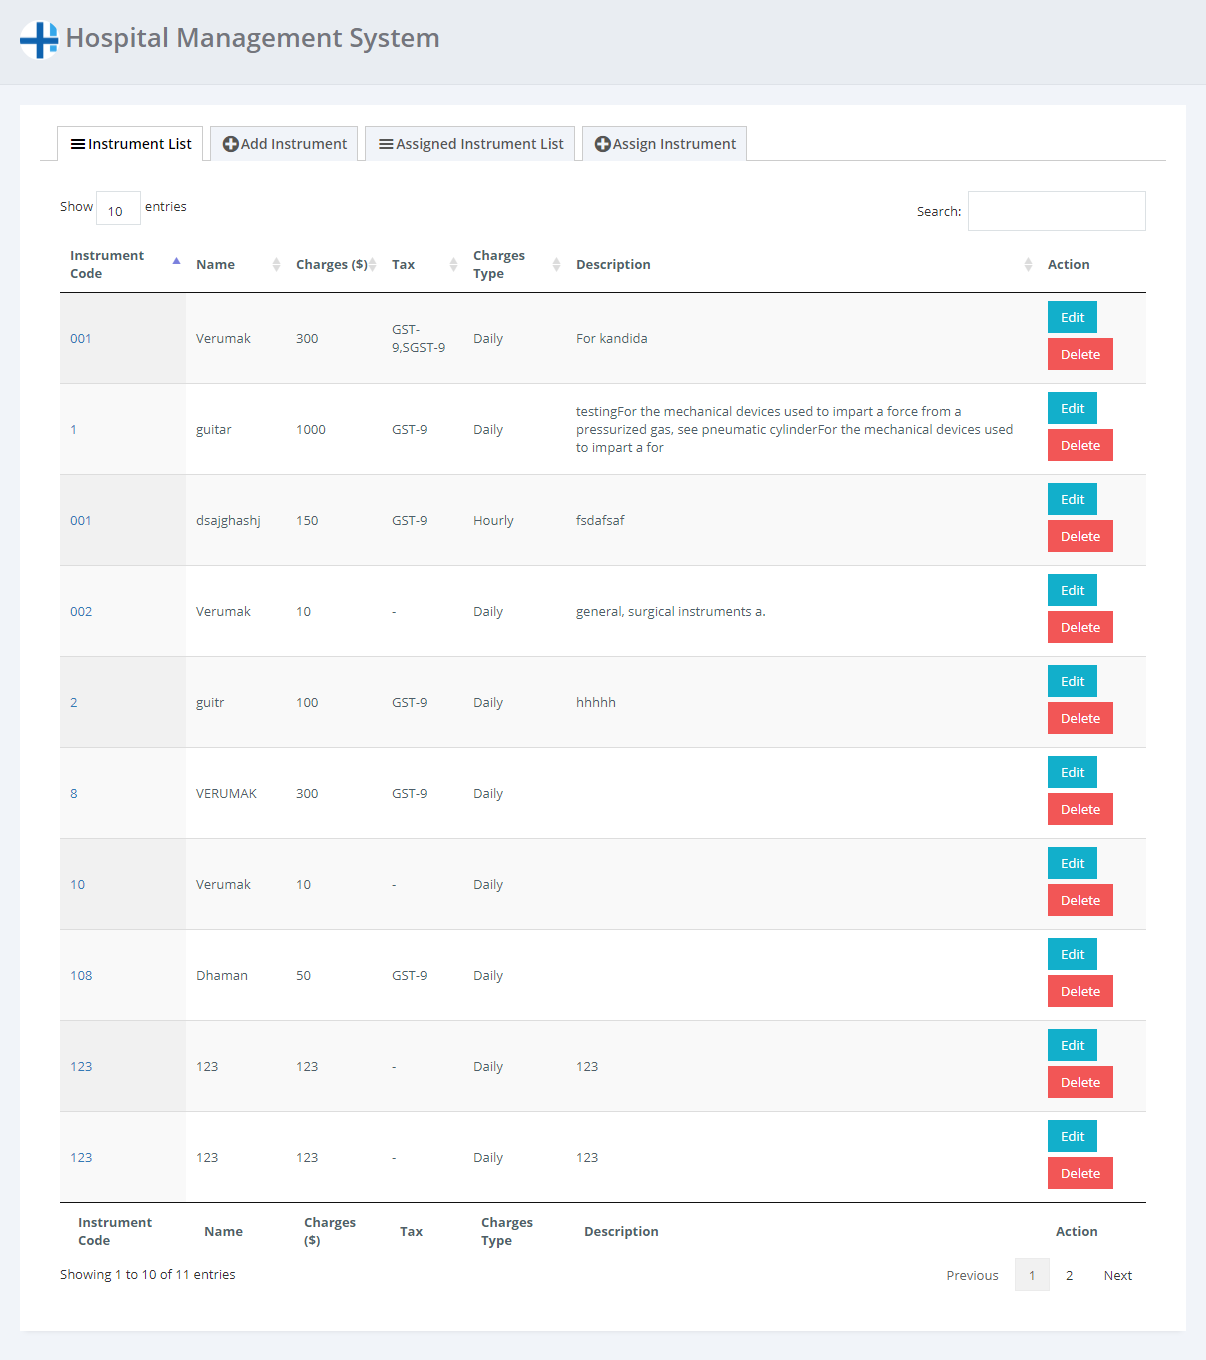 Hospital Management System
Instrument List
Add Instrument
Assigned Instrument List
Assign Instrument
Show 10 entries
Search:
Instrument Code Name Charges ($) Tax Charges Type Description Action
001 Verumak 300 GST-9,SGST-9 Daily For kandida Edit
Delete
1 guitar 1000 GST-9 Daily testingFor the mechanical devices used to impart a force from a
pressurized gas, see pneumatic cylinderFor the mechanical devices used
to impart a for
Edit
Delete
001 dsajghashj 150 GST-9 Hourly fsdafsaf Edit
Delete
002 Verumak 10 - Daily general, surgical instruments a. Edit
Delete
2 guitr 100 GST-9 Daily hhhhh Edit
Delete
8 VERUMAK 300 GST-9 Daily Edit
Delete
10 Verumak 10 - Daily Edit
Delete
108 Dhaman 50 GST-9 Daily Edit
Delete
123 123 123 - Daily 123 Edit
Delete
123 123 123 - Daily 123 Edit
Delete
Instrument Code Name Charges ($) Tax Charges Type Description Action
Showing 1 to 10 of 11 entries
Previous 1 2 Next